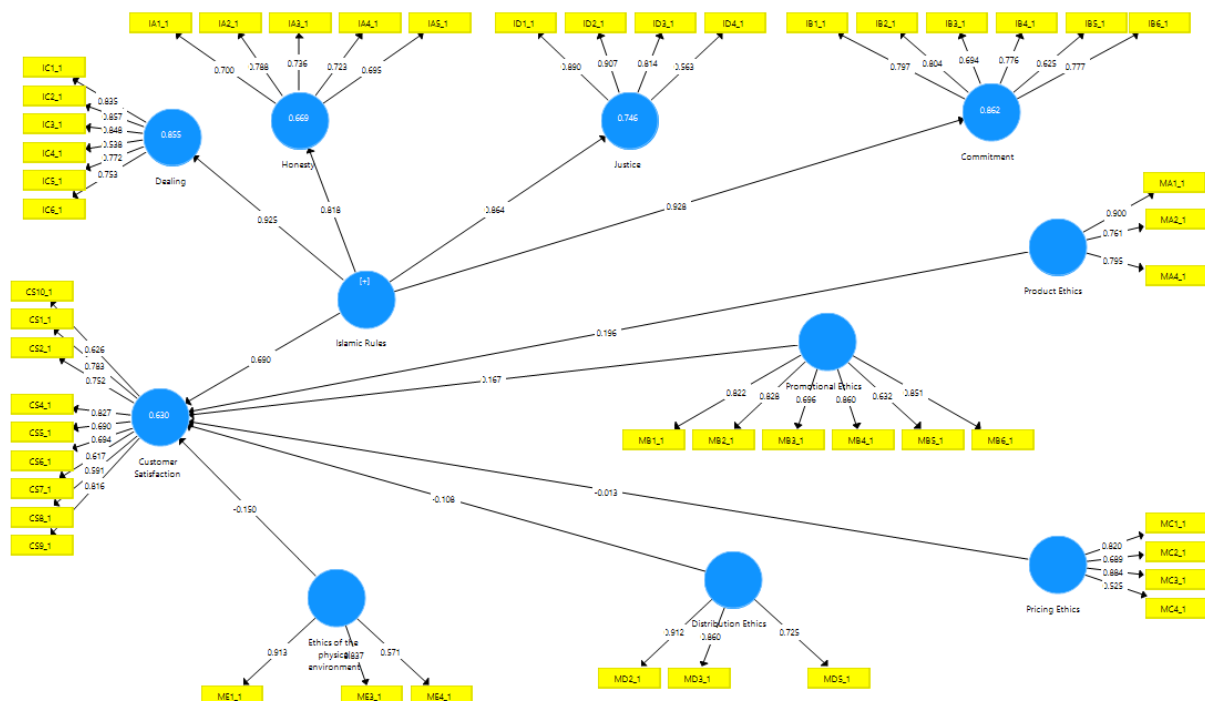 IA1_1 IA2_1 IA3_1 IA4_1 IA5_1 ID1_1 ID2_1 ID3_1 ID4_1 IB1_1 IB2_1 IB3_1 IB4_1 IB5_1 IB6_1
0.700 0.788 0.736 0.723 0.695 0.890 0.907 0.814 0.563 0.797 0.804 0.694 0.776 0.625 0.777
IC1_1
IC2_1
IC3_1
IC4_1
IC5_1
IC6_1
0.835
0.857
0.848
0.538
0.772
0.753
0.855
Dealing
0.669
Honesty
0.746
Justice
0.862
Commitment
0.925
0.818
0.864
0.928
[+]
Islamic Rules
MA1_1
MA2_1
MA4_1
0.900
0.761
0.795
Product Ethics
0.196
0.690
0.167
Promotional Ethics
0.822 0.828 0.696 0.860 0.632 0.851
MB1_1 MB2_1 MB3_1 MB4_1 MB5_1 MB6_1
CS10_1
CS1_1
CS2_1
CS4_1
CS5_1
CS6_1
CS7_1
CS8_1
CS9_1
0.626
0.783
0.752
0.827
0.690
0.694
0.617
0.591
0.816
0.630
Customer
Satisfaction
-0.150
-0.108
-0.013
MC1_1
MC2_1
MC3_1
MC4_1
0.820
0.689
0.884
0.525
Pricing Ethics
Distribution Ethics
0.912 0.860 0.725
MD2_1 MD3_1 MD5_1
Ethics of the
physical
environment
0.913 0.837 0.571
ME1_1 ME3_1 ME4_1